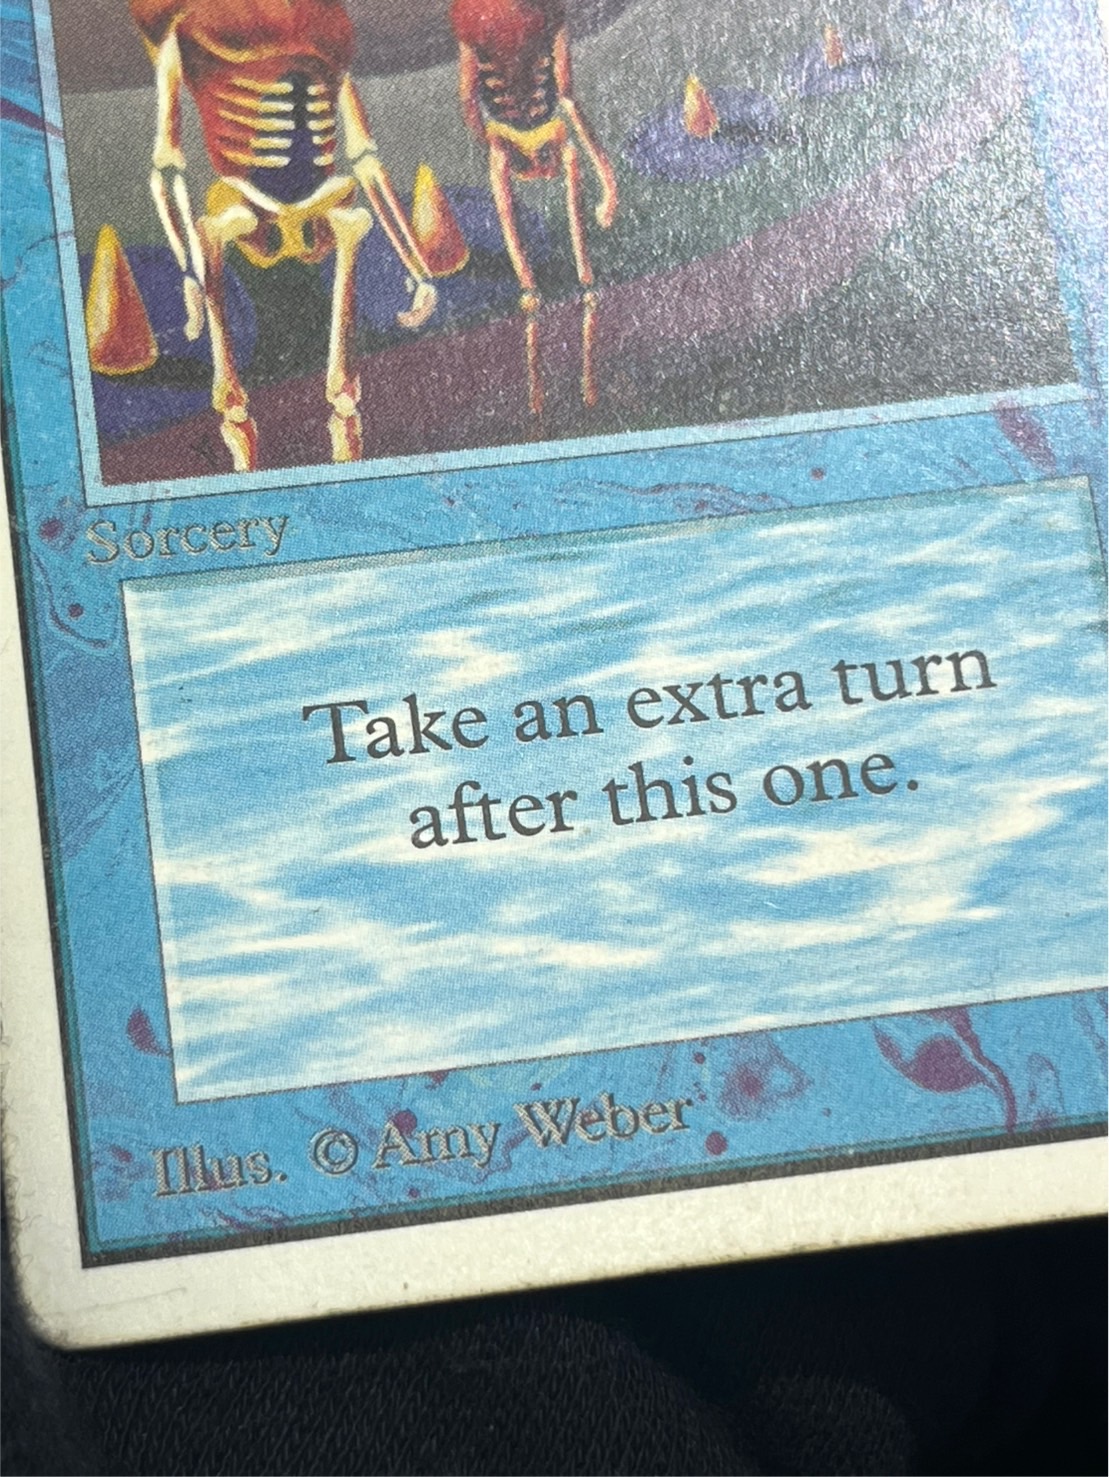 Sorcery
Take an extra turn
after this one.
Illus. © Amy Weber